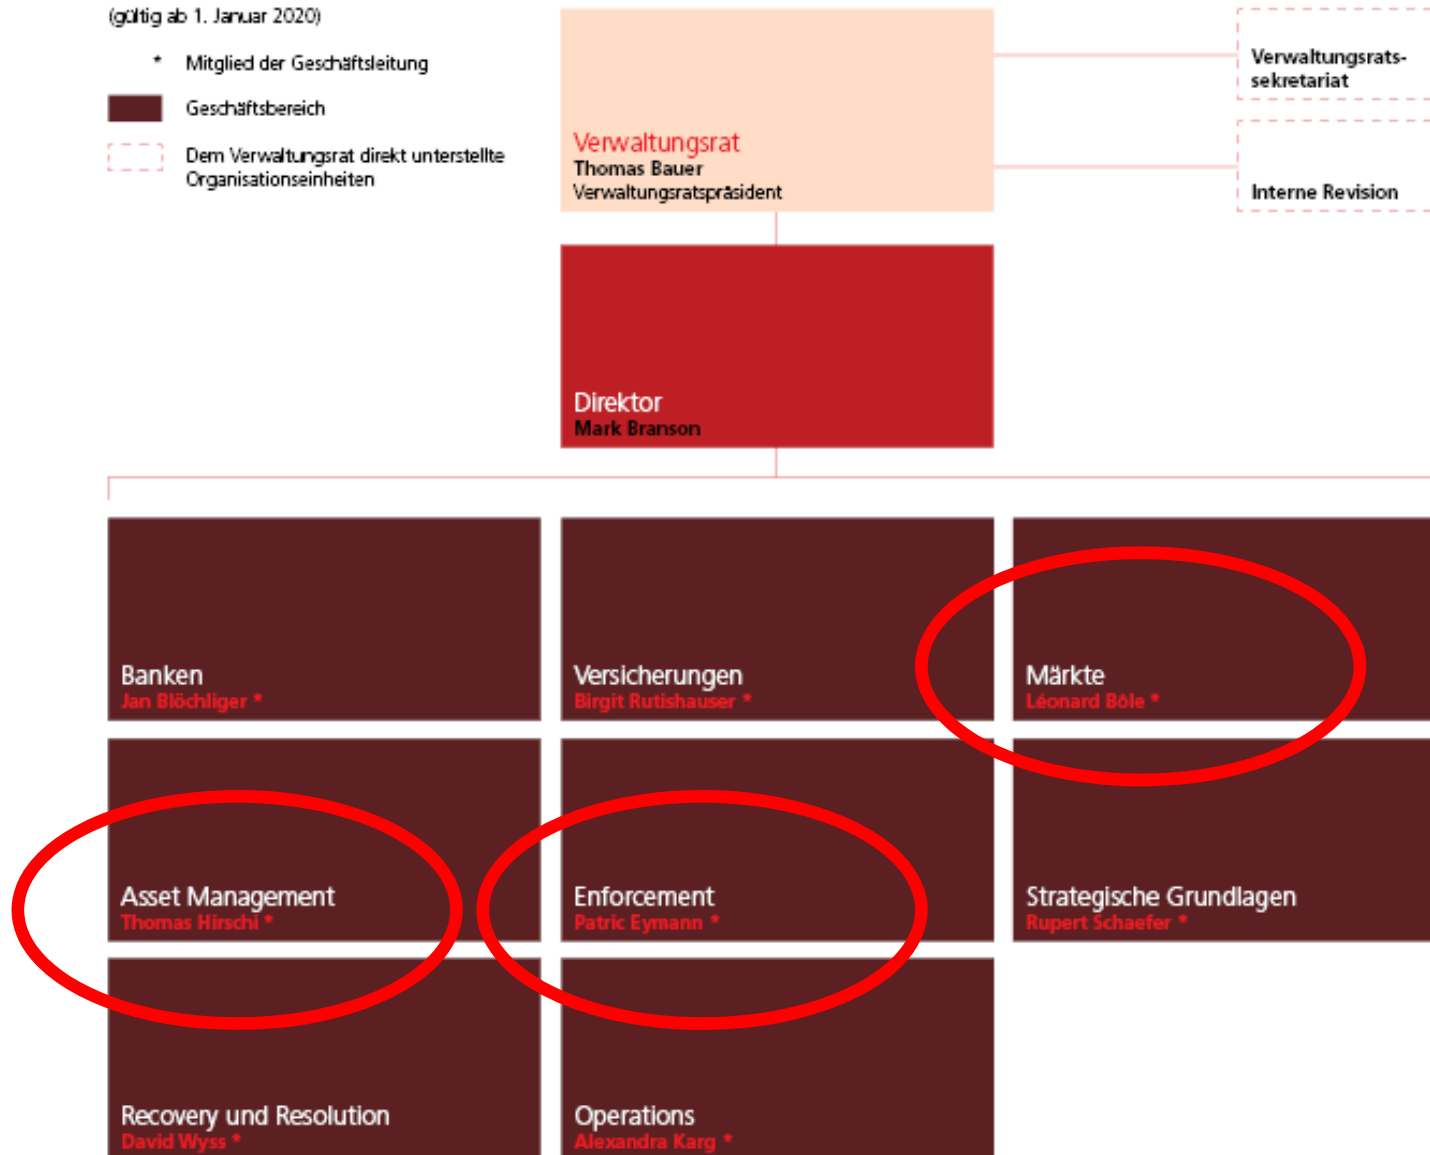 (gültig ab 1. Januar 2020)
* Mitglied der Geschäftsleitung
Geschäftsbereich
Dem Verwaltungsrat direkt unterstellte
Organisationseinheiten
Verwaltungsrat
Thomas Bauer
Verwaltungsratspräsident
Verwaltungsrats-
sekretariat
Interne Revision
Direktor
Mark Branson
Banken
Jan Blöchliger *
Versicherungen
Birgit Rutishauser *
Märkte
Léonard Bôle *
Asset Management
Thomas Hirschi *
Enforcement
Patric Eymann *
Strategische Grundlagen
Rupert Schaefer *
Recovery und Resolution
David Wyss *
Operations
Alexandra Karg *